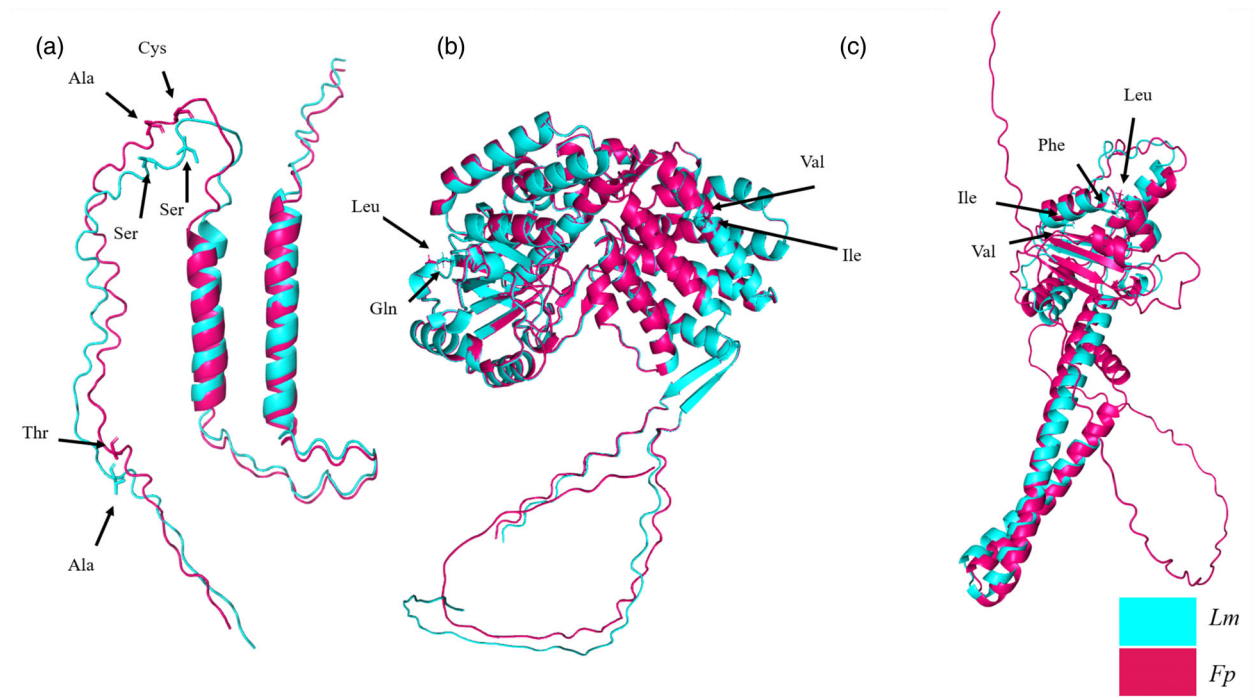 (a)
Cys
Ala
Ser
Ser
Thr
Ala
(b)
Leu
Gln
Val
Ile
(c)
Leu
Phe
Ile
Val
Lm
Fp